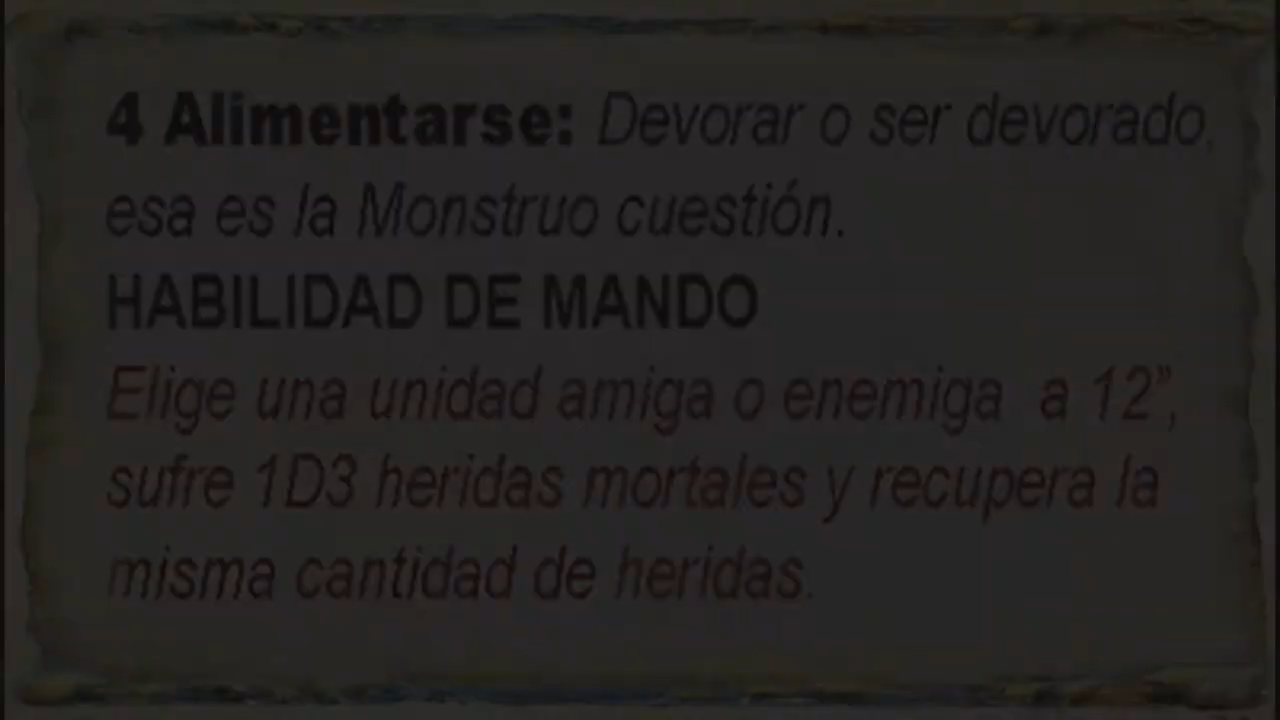 4 Alimentarse: Devorar o ser devorado,
esa es la Monstruo cuestión.
HABILIDAD DE MANDO
Elige una unidad amiga o enemiga a 12”,
sufre 1D3 heridas mortales y recupera la
misma cantidad de heridas.